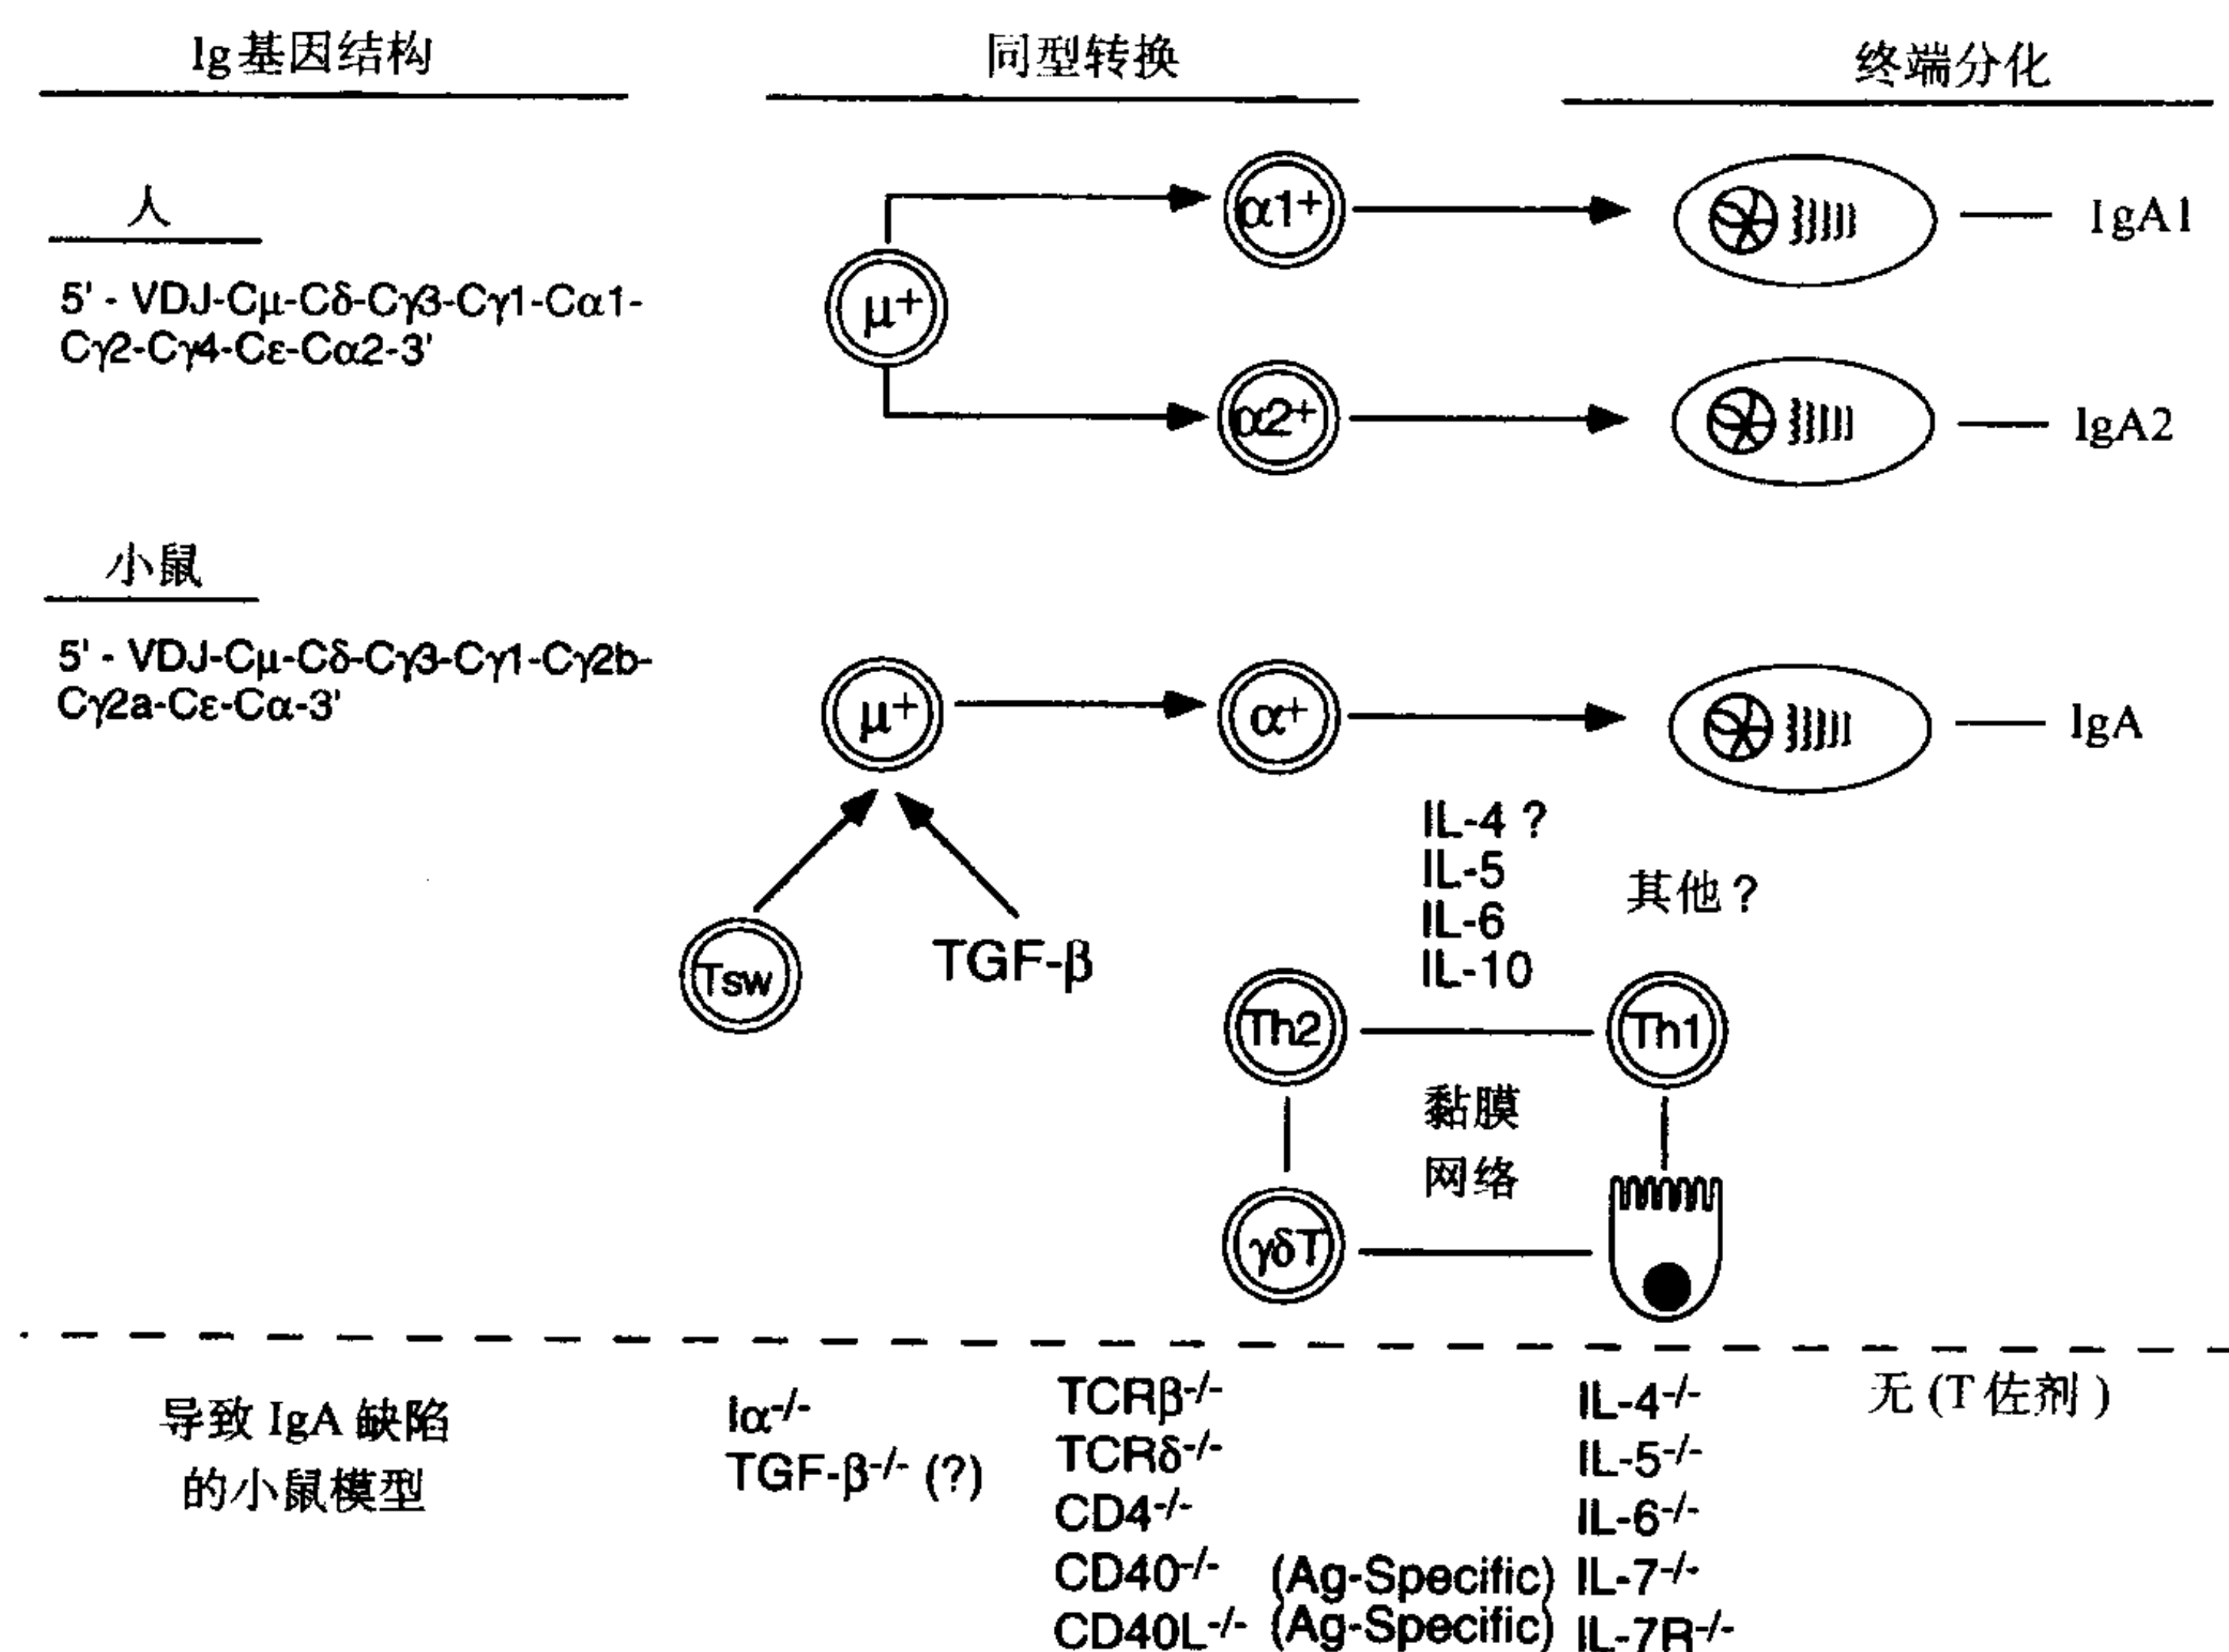 Ig基因结构
同型转换
终端分化
人
5' - VDJ-Cμ-Cδ-Cγ3-Cγ1-Cα1-
Cγ2-Cγ4-Cε-Cα2-3'
μ+
α1+
IgA1
α2+
IgA2
小鼠
5' - VDJ-Cμ-Cδ-Cγ3-Cγ1-Cγ2b-
Cγ2a-Cε-Cα-3'
μ+
α+
IgA
Tsw
TGF-β
IL-4 ?
IL-5
IL-6
IL-10
其他 ?
Th2
Th1
黏膜
网络
γδT
导致 IgA 缺陷
的小鼠模型
Iα-/-
TGF-β-/- (?)
TCRβ-/-
TCRδ-/-
CD4-/-
CD40-/- (Ag-Specific)
CD40L-/- (Ag-Specific)
IL-4-/-
IL-5-/-
IL-6-/-
IL-7-/-
IL-7R-/-
无 (T 佐剂 )